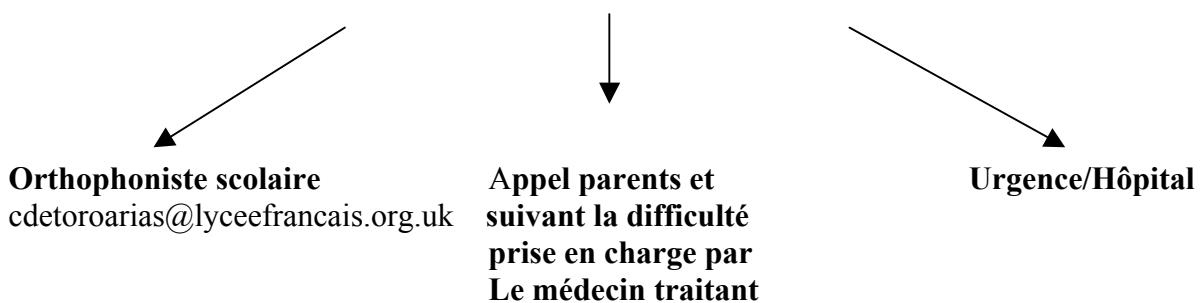 Orthophoniste scolaire
cdetoroarias@lyceefrancais.org.uk
Appel parents et
suivant la difficulté
prise en charge par
Le médecin traitant
Urgence/Hôpital